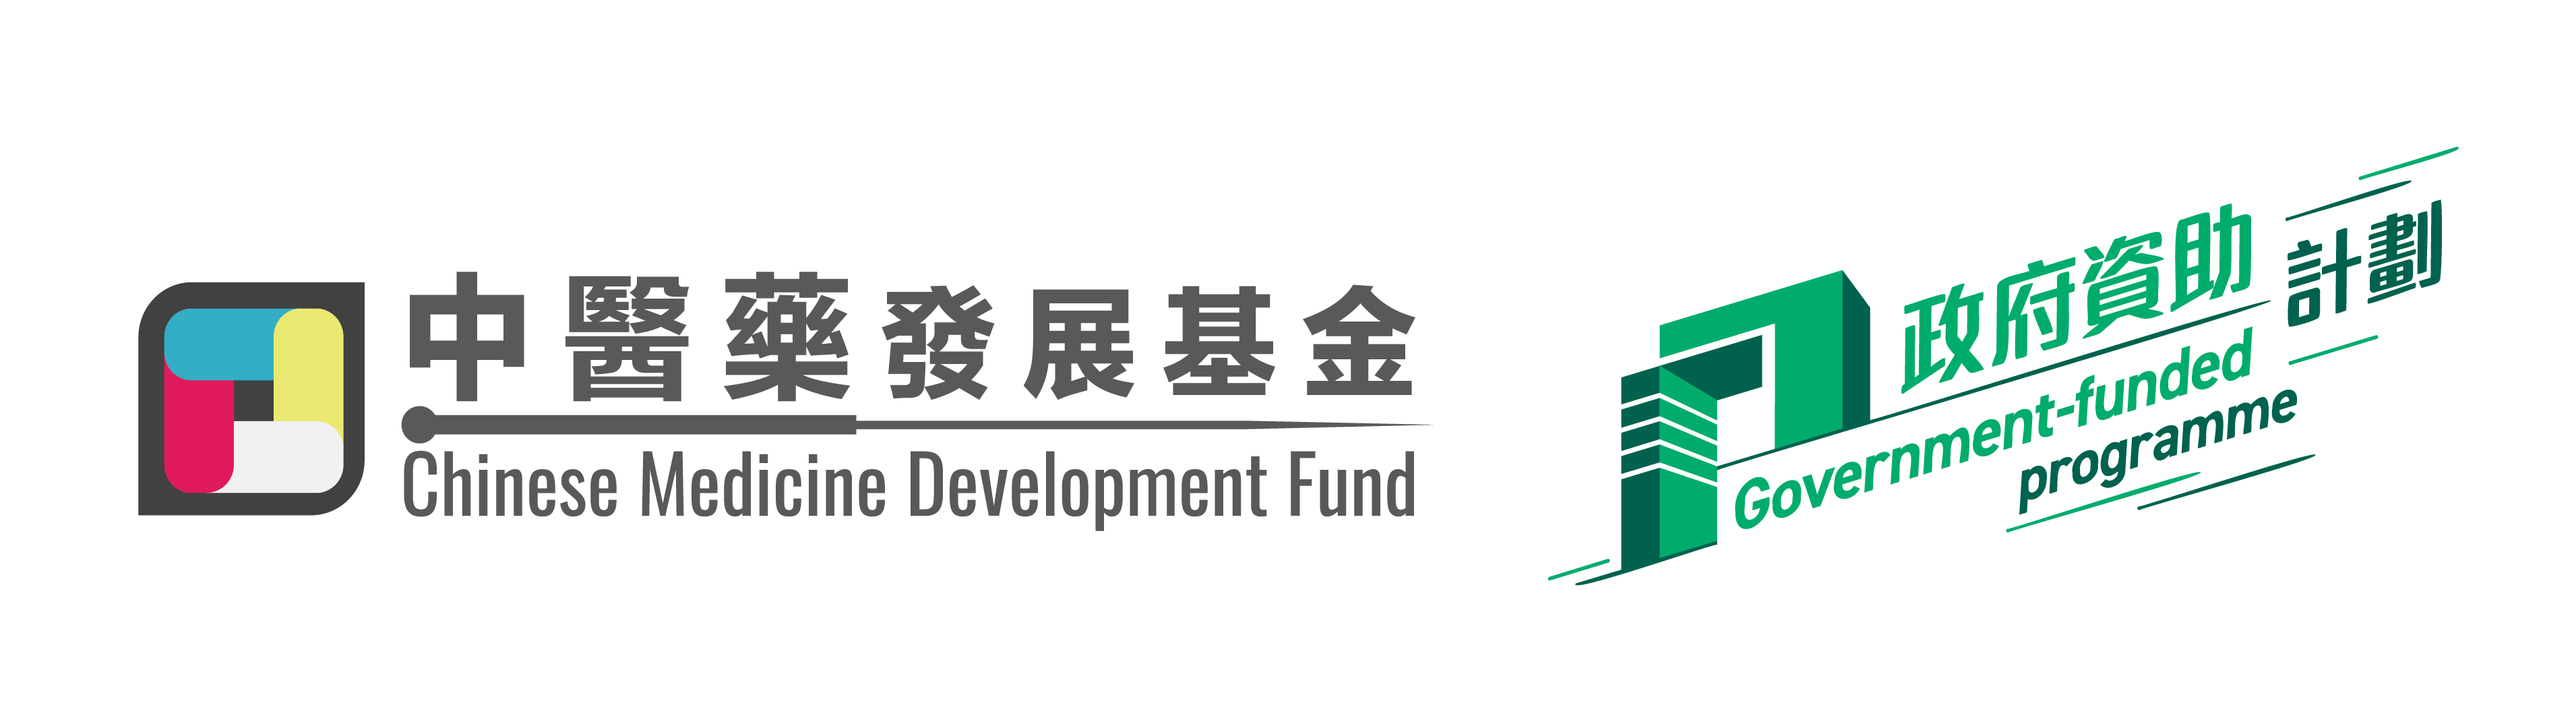 中醫藥發展基金
Chinese Medicine Development Fund
政府資助計劃
Government-funded
programme